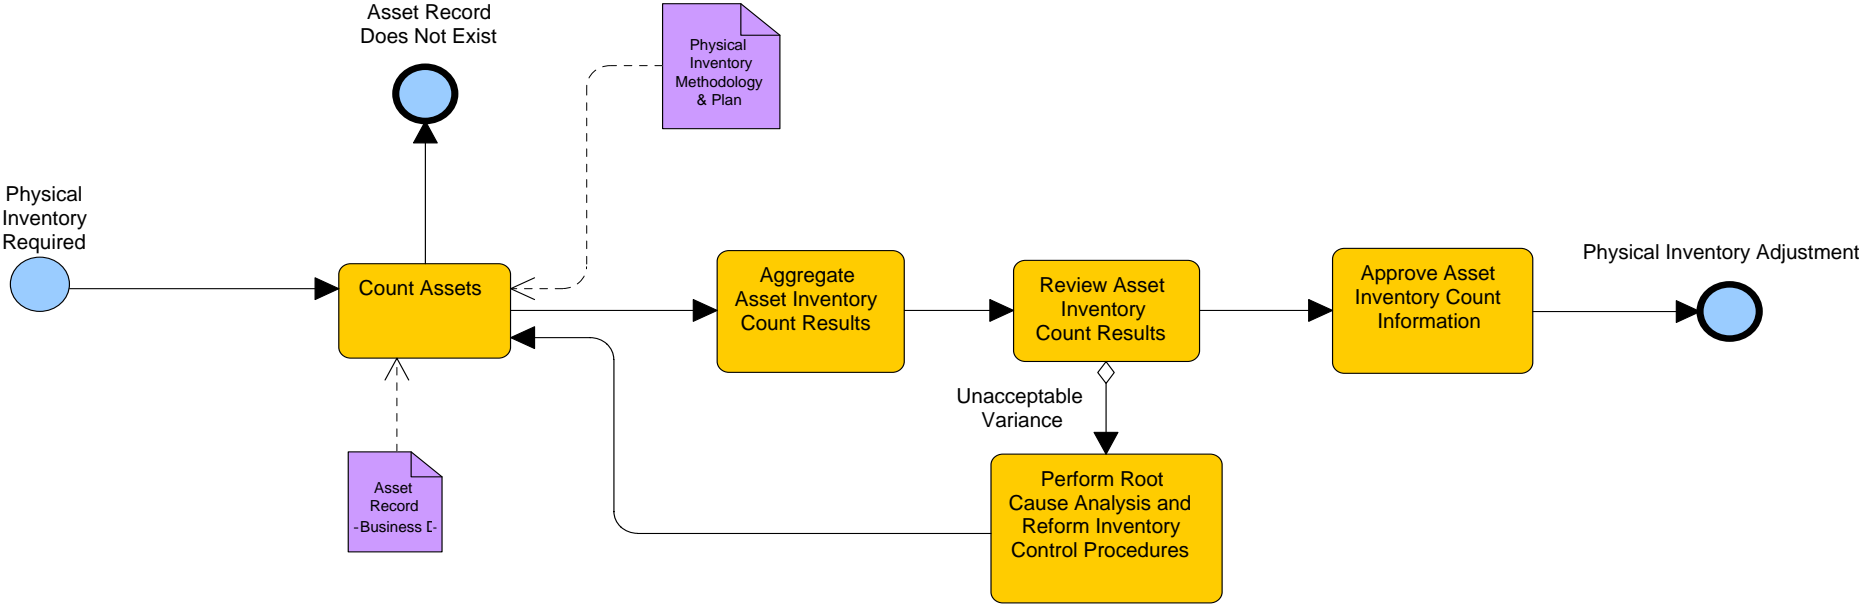 Asset Record
Does Not Exist
Physical
Inventory
Methodology
& Plan
Physical
Inventory
Required
Count Assets
Aggregate
Asset Inventory
Count Results
Review Asset
Inventory
Count Results
Approve Asset
Inventory Count
Information
Physical Inventory Adjustment
Unacceptable
Variance
Asset
Record
-Business
Perform Root
Cause Analysis and
Reform Inventory
Control Procedures